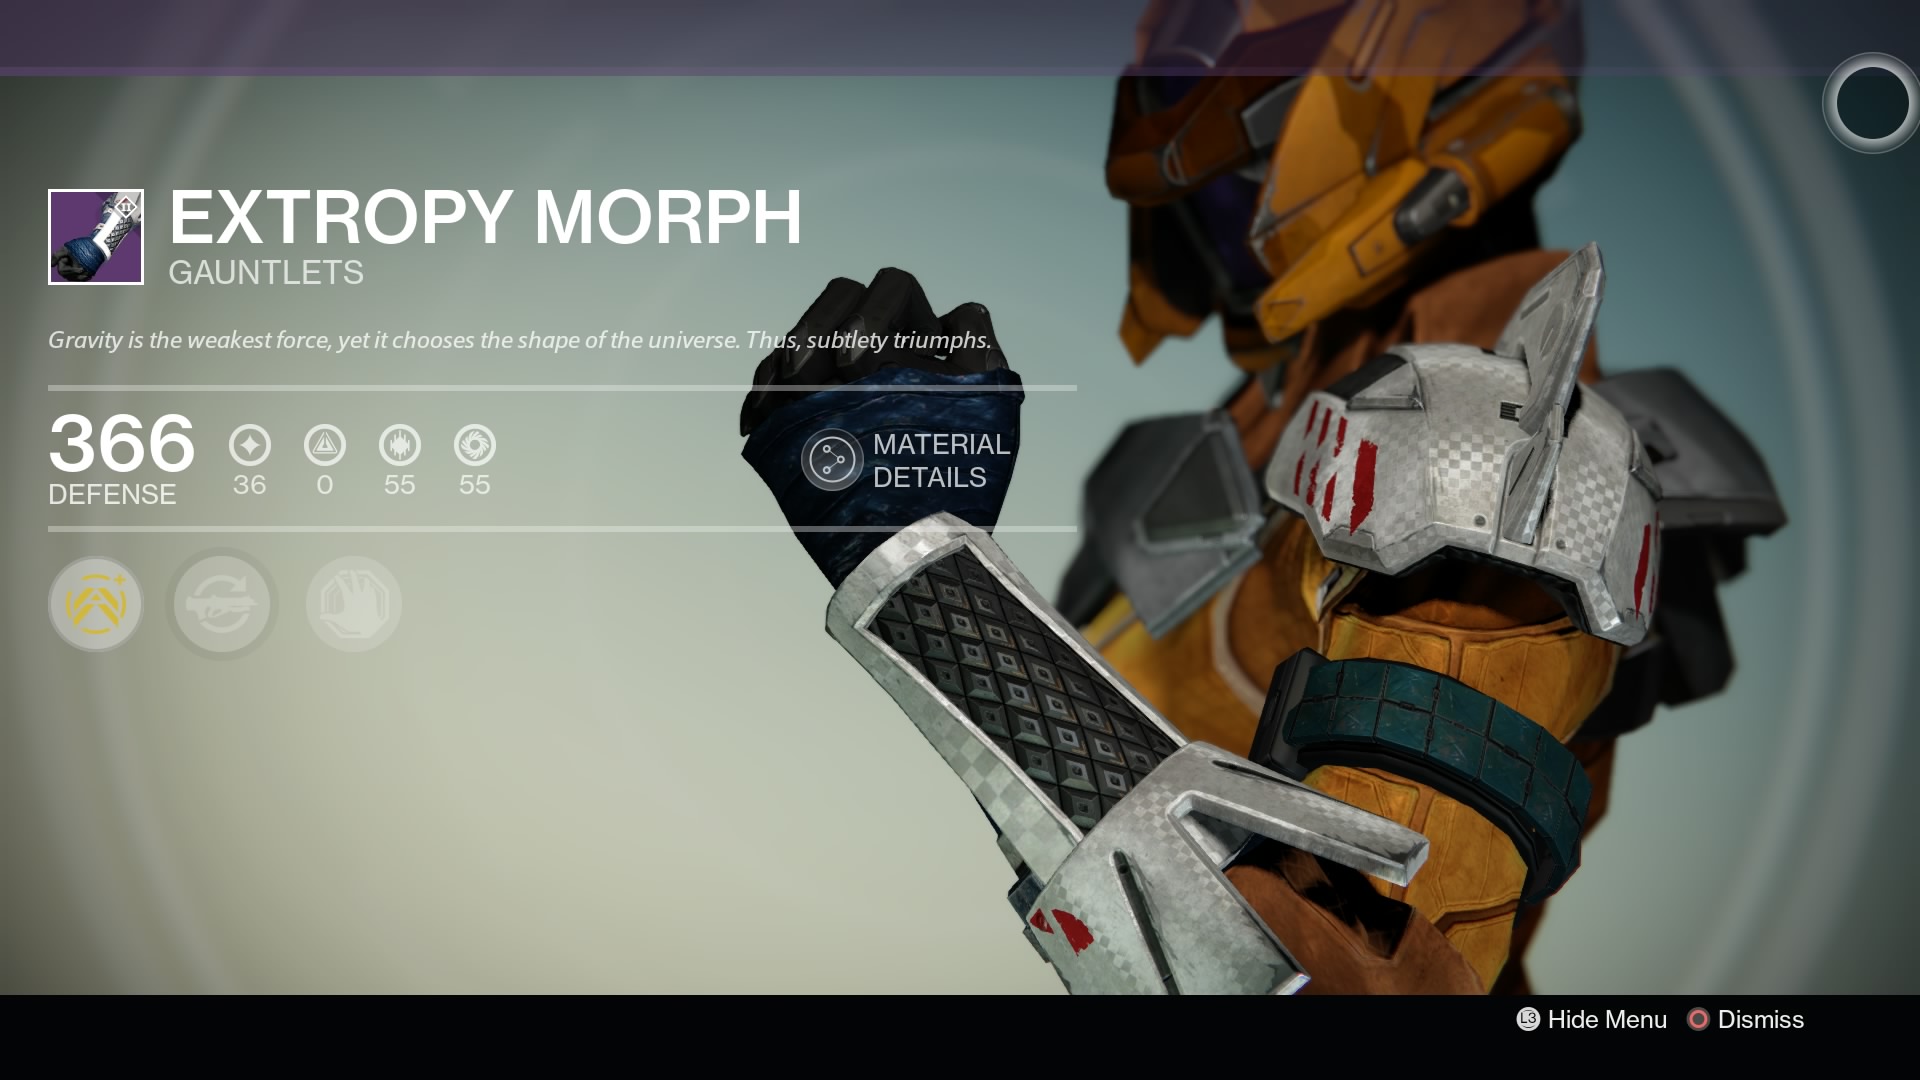 EXTROPY MORPH
GAUNTLETS
Gravity is the weakest force, yet it chooses the shape of the universe. Thus, subtlety triumphs.
366
DEFENSE
36 0 55 55
MATERIAL
DETAILS
L3 Hide Menu Dismiss